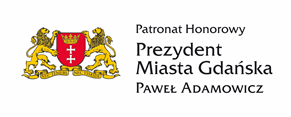 Patronat Honorowy
Prezydent
Miasta Gdańska
PAWEŁ ADAMOWICZ